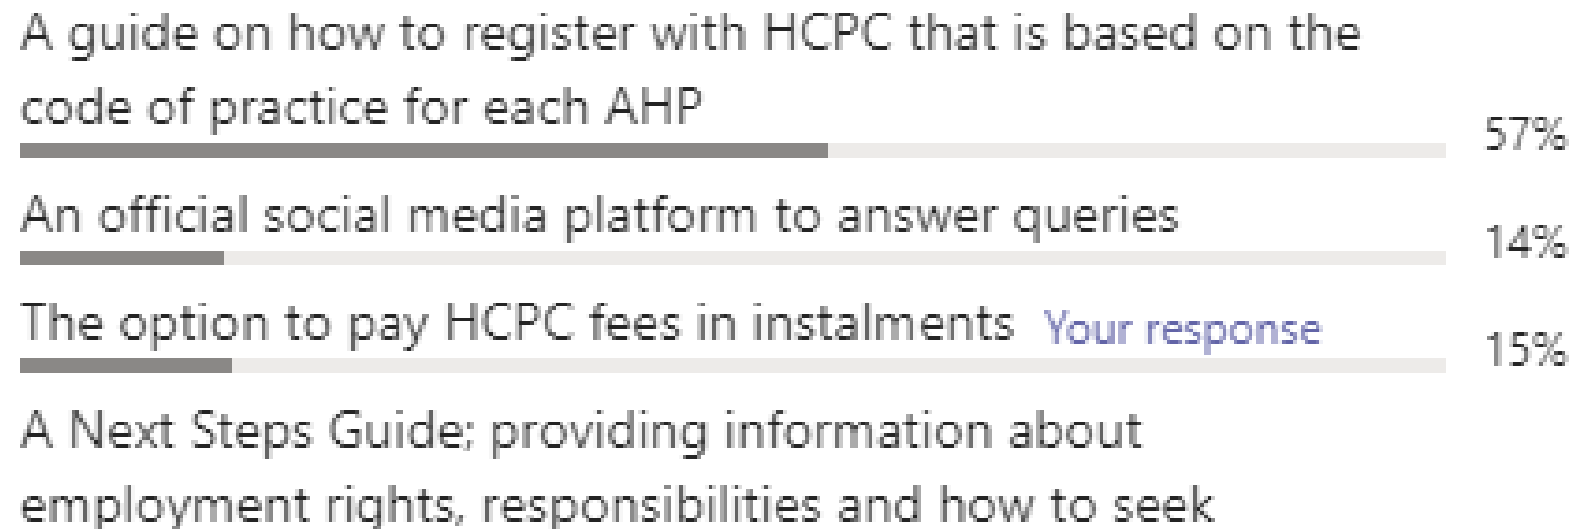 A guide on how to register with HCPC that is based on the
code of practice for each AHP
57%
An official social media platform to answer queries
14%
The option to pay HCPC fees in instalments Your response
15%
A Next Steps Guide; providing information about
employment rights, responsibilities and how to seek